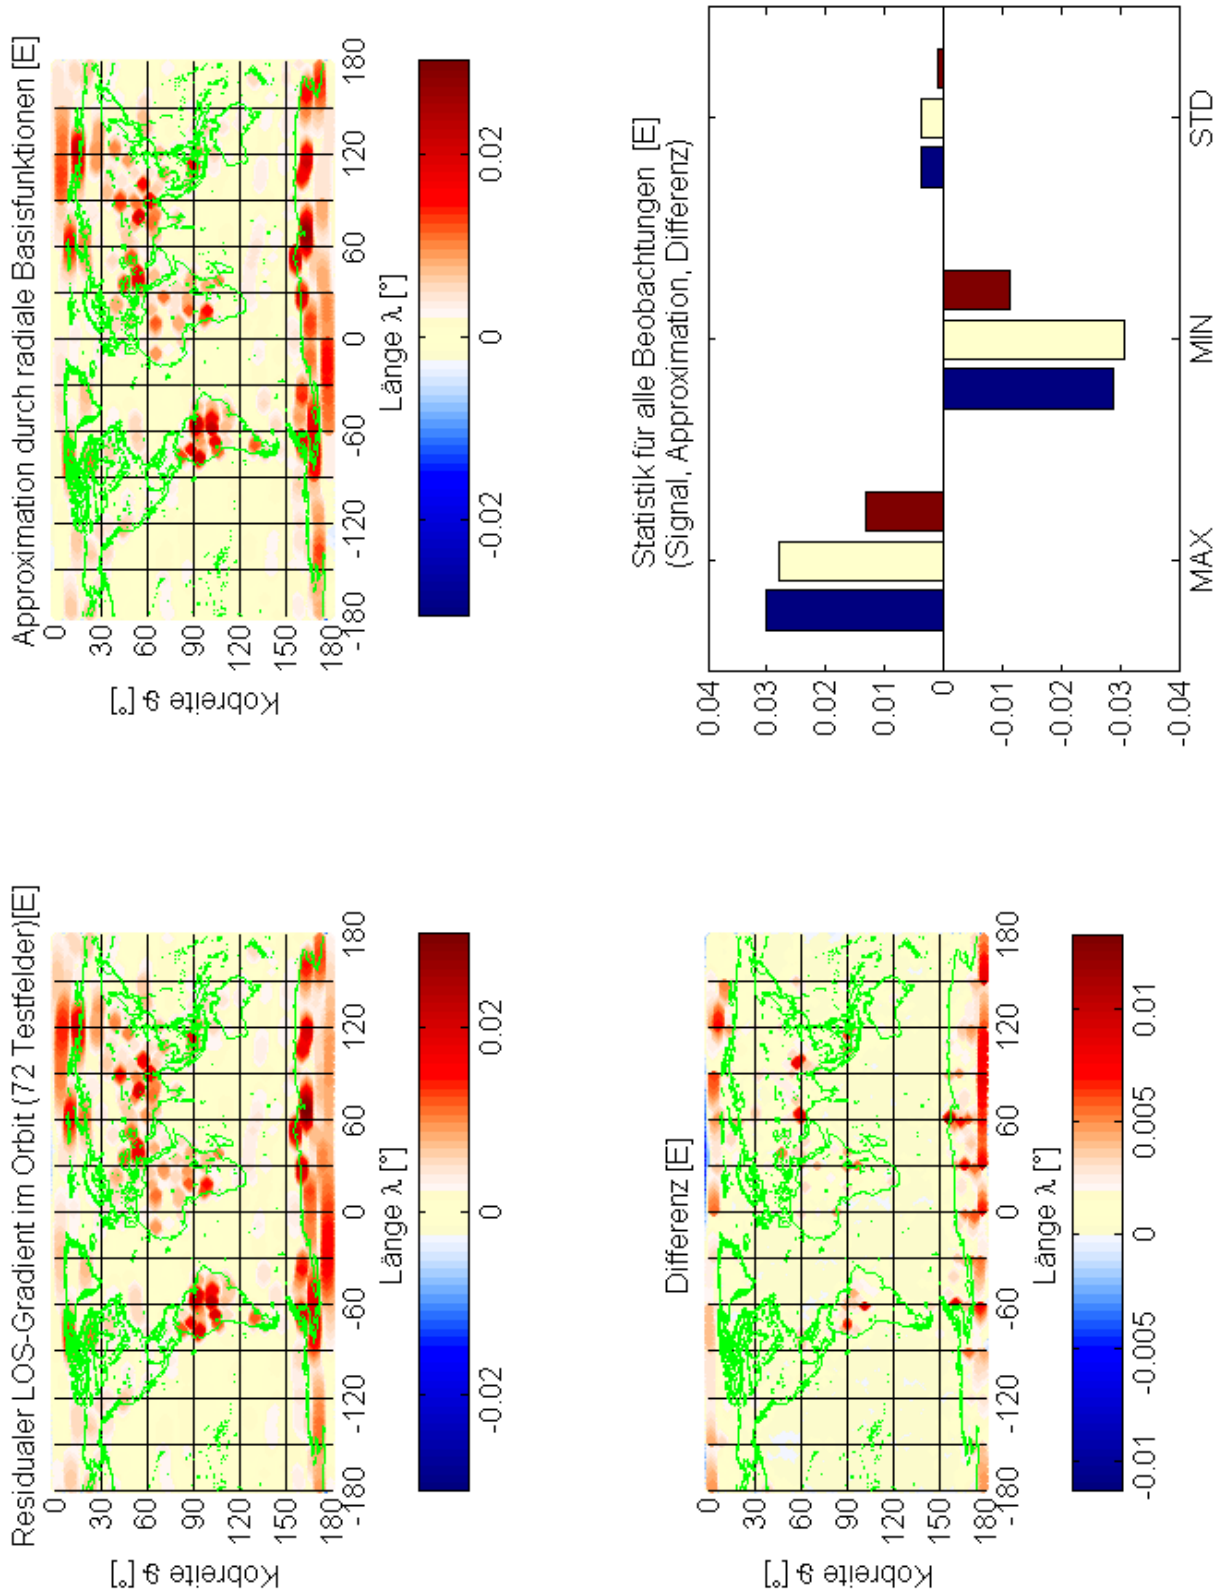 Residualer LOS-Gradient im Orbit (72 Testfelder)[E]
Kobreite ϑ [°]
0
30
60
90
120
150
180
-180 -120 -60 0 60 120 180
Länge λ [°]
-0.02 0 0.02
Approximation durch radiale Basisfunktionen [E]
Kobreite ϑ [°]
0
30
60
90
120
150
180
-180 -120 -60 0 60 120 180
Länge λ [°]
-0.02 0 0.02
Differenz [E]
Kobreite ϑ [°]
0
30
60
90
120
150
180
-180 -120 -60 0 60 120 180
Länge λ [°]
-0.01 -0.005 0 0.005 0.01
Statistik für alle Beobachtungen [E]
(Signal, Approximation, Differenz)
0.04
0.03
0.02
0.01
0
-0.01
-0.02
-0.03
-0.04
MAX MIN STD